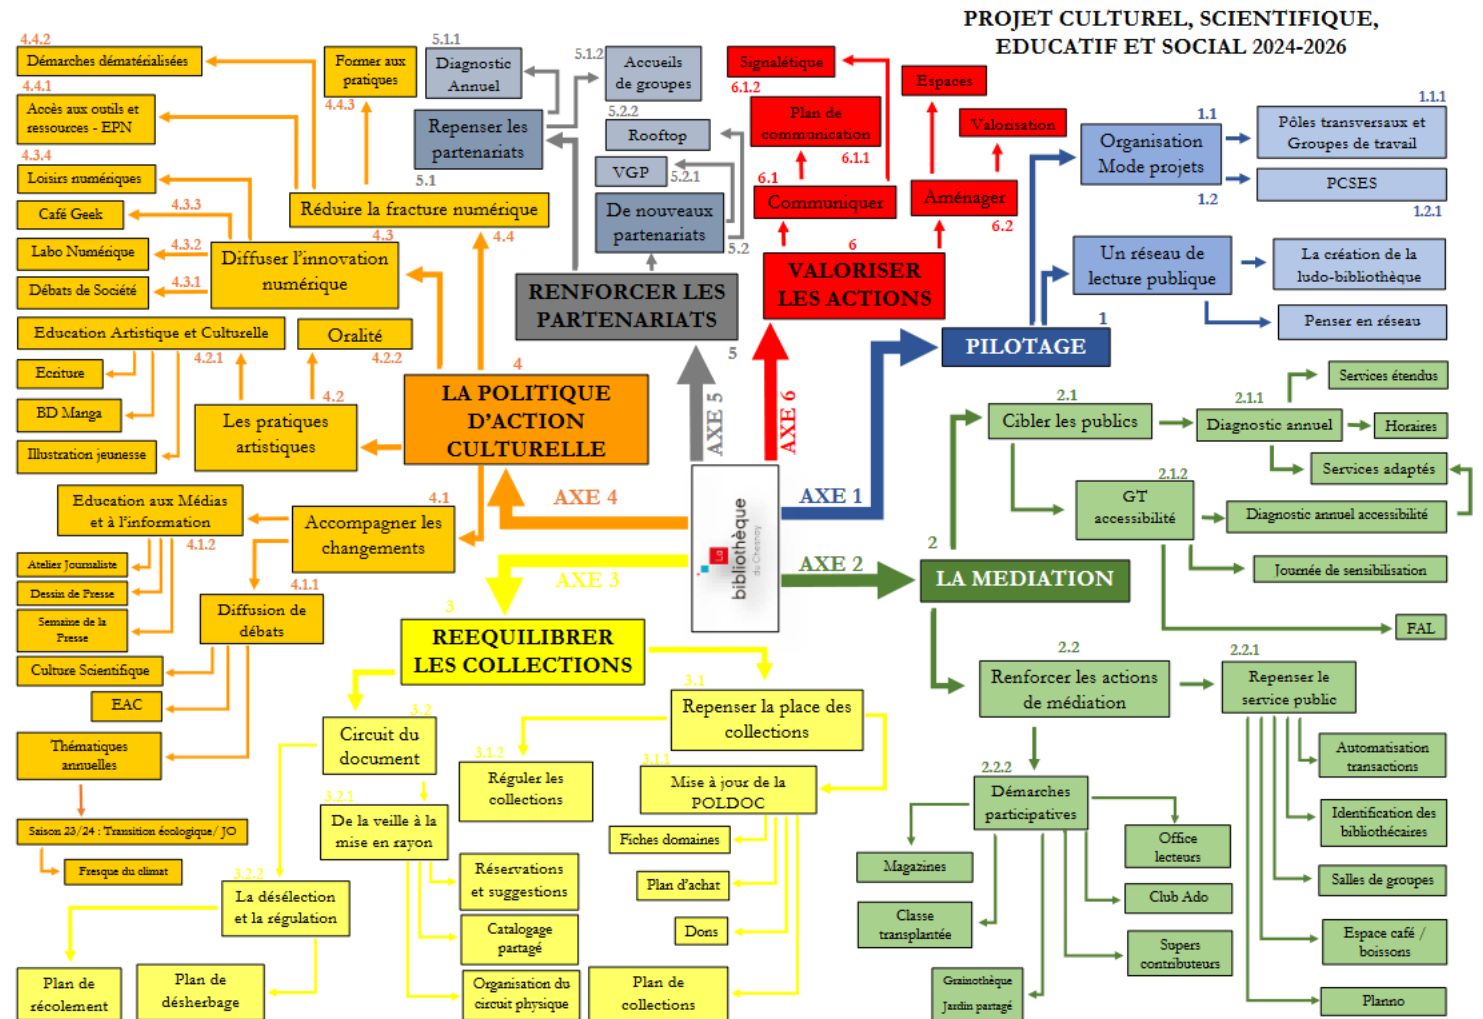 PROJET CULTUREL, SCIENTIFIQUE,
EDUCATIF ET SOCIAL 2024-2026
4.4.2
Démarches dématérialisées
4.4.1
Accès aux outils et
ressources - EPN
4.3.4
Loisirs numériques
4.3.3
Café Geek
4.3.2
Labo Numérique
4.3.1
Débats de Société
Former aux
pratiques
4.4.3
Réduire la fracture numérique
4.4
4.3
Diffuser l'innovation
numérique
Education Artistique et Culturelle
4.2.1
Oralité
4.2.2
Ecriture
BD Manga
Illustration jeunesse
4.2
Les pratiques
artistiques
4
LA POLITIQUE
D'ACTION
CULTURELLE
AXE 4
4.1
Accompagner les
changements
Education aux Médias
et à l'information
4.1.2
Atelier Journaliste
Dessin de Presse
Semaine de la
Presse
4.1.1
Diffusion de
débats
Culture Scientifique
EAC
Thématiques
annuelles
Saison 23/24 : Transition écologique/ JO
Fresque du climat
5.1.1
Diagnostic
Annuel
5.1.2
Accueils
de groupes
Repenser les
partenariats
5.1
5.2.2
Rooftop
VGP
5.2.1
De nouveaux
partenariats
5.2
RENFORCER LES
PARTENARIATS
5
AXE 5
Signalétique
6.1.2
Plan de
communication
6.1.1
6.1
Communiquer
Espaces
Valorisation
Aménager
6.2
6
VALORISER
LES ACTIONS
AXE 6
La
bibliothèque
du Chesnay
AXE 1
1
PILOTAGE
1.1
Organisation
Mode projets
1.2
1.1.1
Pôles transversaux et
Groupes de travail
PCSES
1.2.1
Un réseau de
lecture publique
La création de la
ludo-bibliothèque
Penser en réseau
AXE 2
2
LA MEDIATION
2.1
Cibler les publics
2.1.1
Diagnostic annuel
Services étendus
Horaires
Services adaptés
2.1.2
GT
accessibilité
Diagnostic annuel accessibilité
Journée de sensibilisation
FAL
2.2
Renforcer les actions
de médiation
2.2.1
Repenser le
service public
Automatisation
transactions
Identification des
bibliothécaires
Salles de groupes
Espace café /
boissons
Planno
2.2.2
Démarches
participatives
Magazines
Classe
transplantée
Grainothèque
Jardin partagé
Office
lecteurs
Club Ado
Supers
contributeurs
AXE 3
3
REEQUILIBRER
LES COLLECTIONS
3.1
Repenser la place des
collections
3.1.2
Réguler les
collections
3.1.1
Mise à jour de la
POLDOC
Fiches domaines
Plan d'achat
Dons
Plan de
collections
3.2
Circuit du
document
3.2.1
De la veille à la
mise en rayon
Réservations
et suggestions
Catalogage
partagé
Organisation du
circuit physique
3.2.2
La désélection
et la régulation
Plan de
récolement
Plan de
désherbage